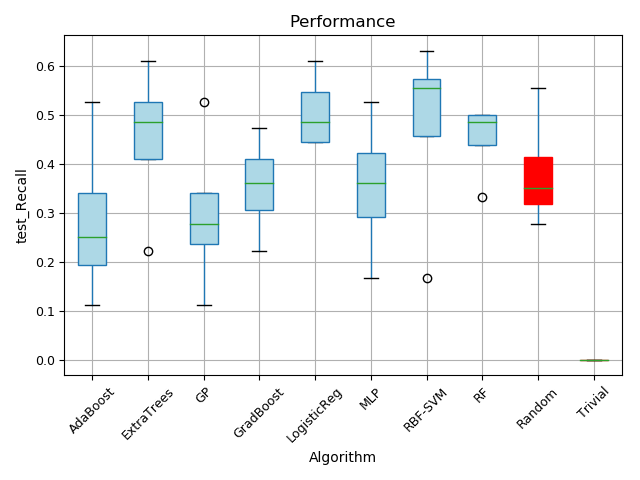 Performance
test_Recall
0.6
0.5
0.4
0.3
0.2
0.1
0.0
AdaBoost
ExtraTrees
GP
GradBoost
LogisticReg
MLP
RBF-SVM
RF
Random
Trivial
Algorithm